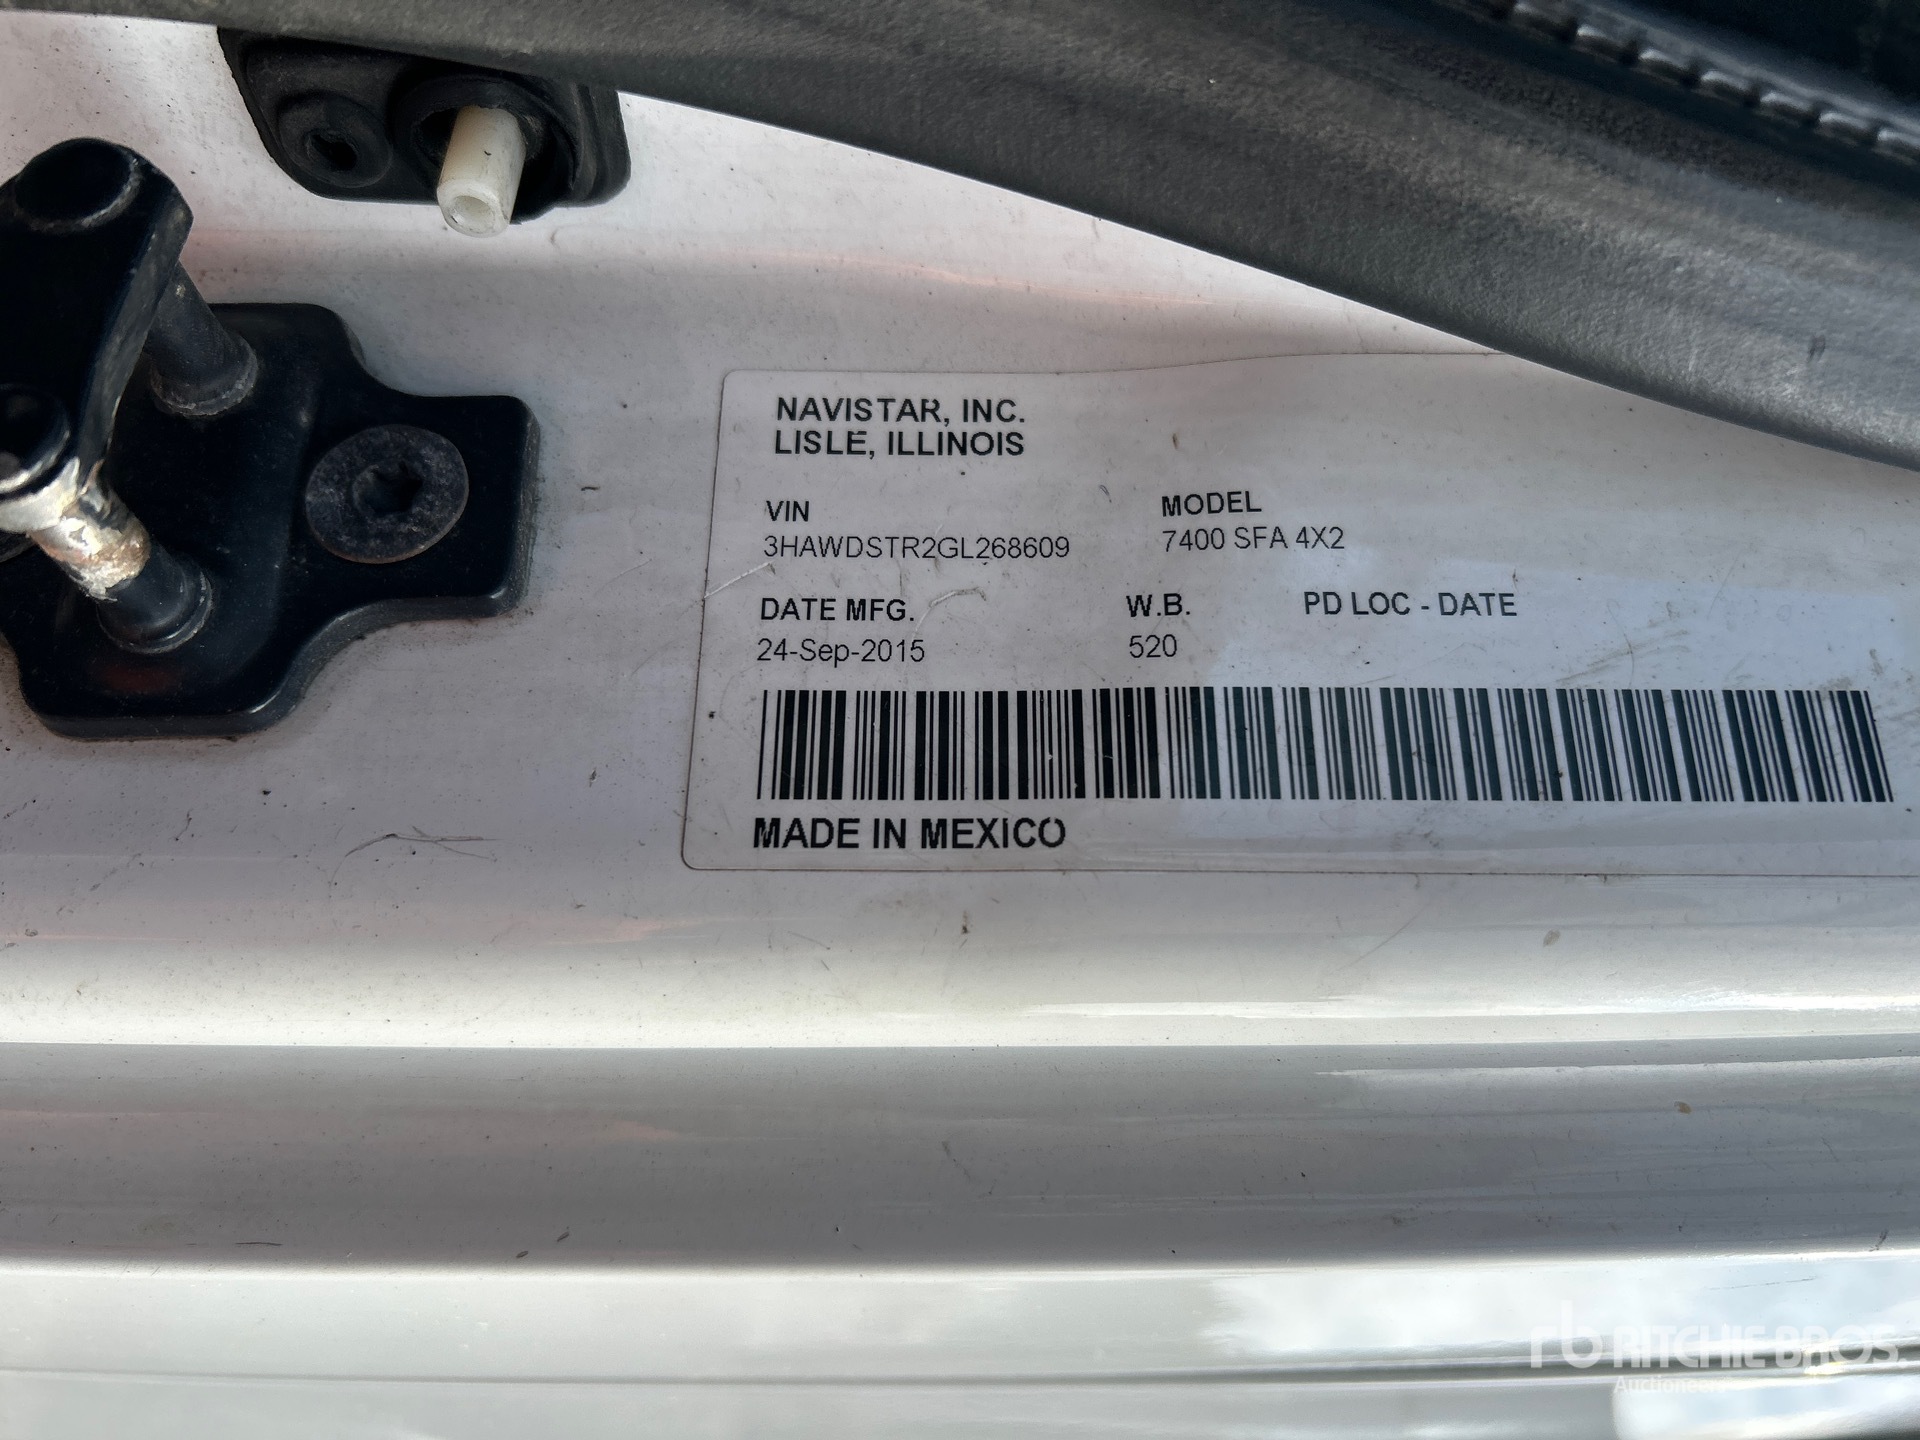 NAVISTAR, INC.
LISLE, ILLINOIS
VIN
3HAWDSTR2GL268609
MODEL
7400 SFA 4X2
DATE MFG.
24-Sep-2015
W.B.
520
PD LOC - DATE
MADE IN MEXICO
rb RITCHIE BROS.
Auctioneers